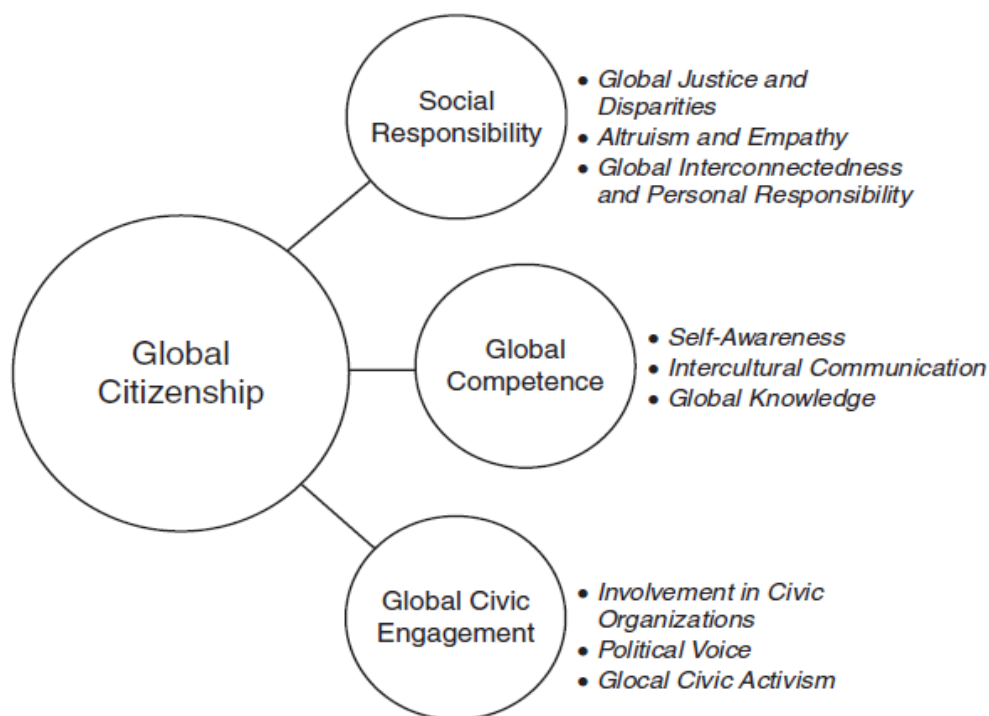 Social
Responsibility
• Global Justice and
Disparities
• Altruism and Empathy
• Global Interconnectedness
and Personal Responsibility
Global
Citizenship
Global
Competence
• Self-Awareness
• Intercultural Communication
• Global Knowledge
Global Civic
Engagement
• Involvement in Civic
Organizations
• Political Voice
• Glocal Civic Activism